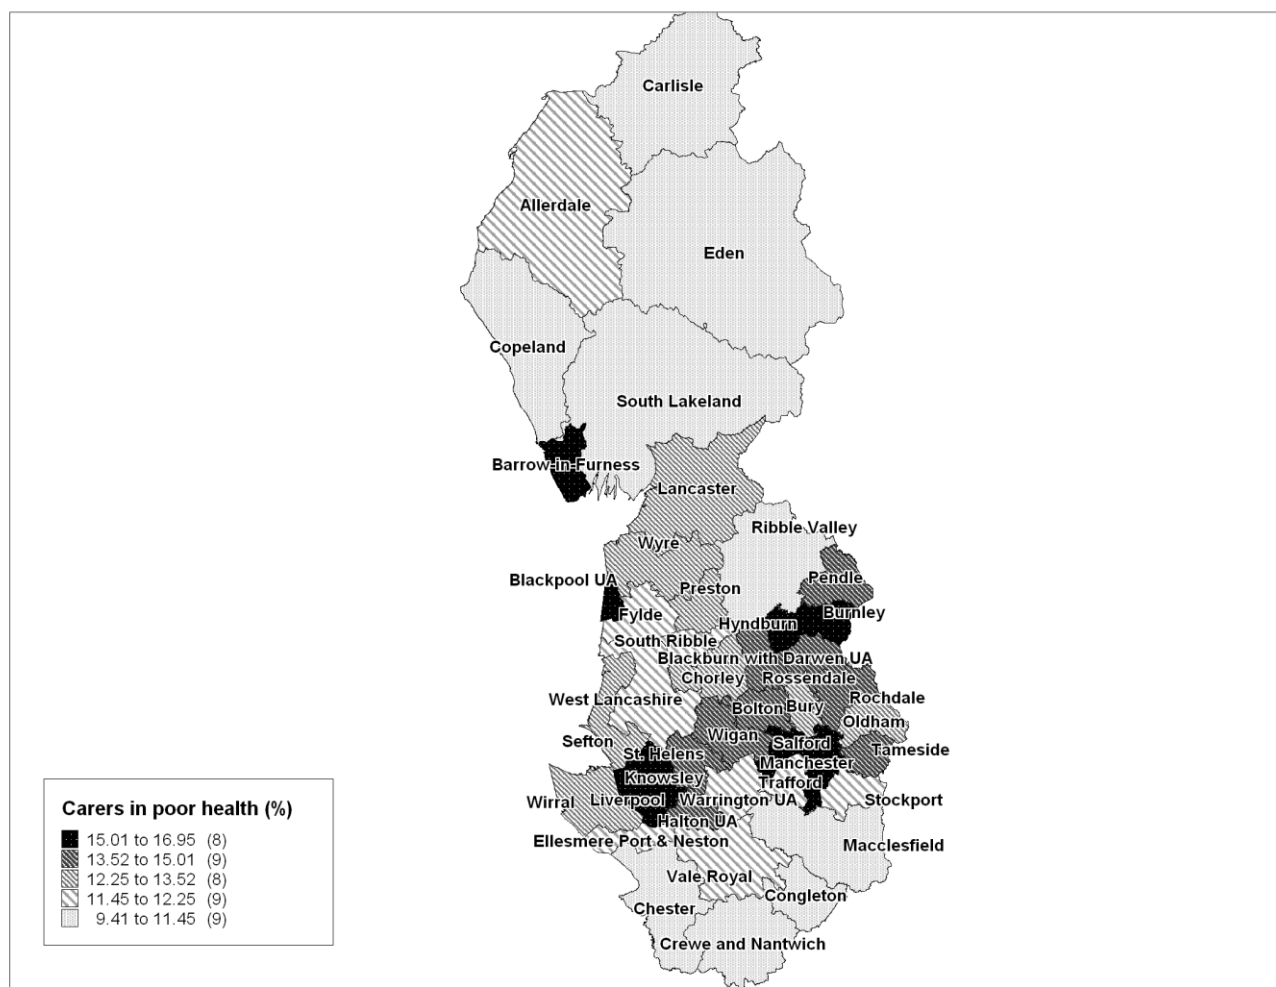 Carlisle
Allerdale
Eden
Copeland
South Lakeland
Barrow-in-Furness
Lancaster
Ribble Valley
Wyre
Pendle
Blackpool UA
Preston
Fylde
Burnley
Hyndburn
South Ribble
Blackburn with Darwen UA
Chorley
Rossendale
West Lancashire
Rochdale
Bolton
Bury
Oldham
Sefton
Wigan
Salford
St. Helens
Tameside
Manchester
Knowsley
Trafford
Wirral
Liverpool
Warrington UA
Stockport
Halton UA
Ellesmere Port & Neston
Macclesfield
Vale Royal
Congleton
Chester
Crewe and Nantwich
Carers in poor health (%)
15.01 to 16.95 (8)
13.52 to 15.01 (9)
12.25 to 13.52 (8)
11.45 to 12.25 (9)
9.41 to 11.45 (9)